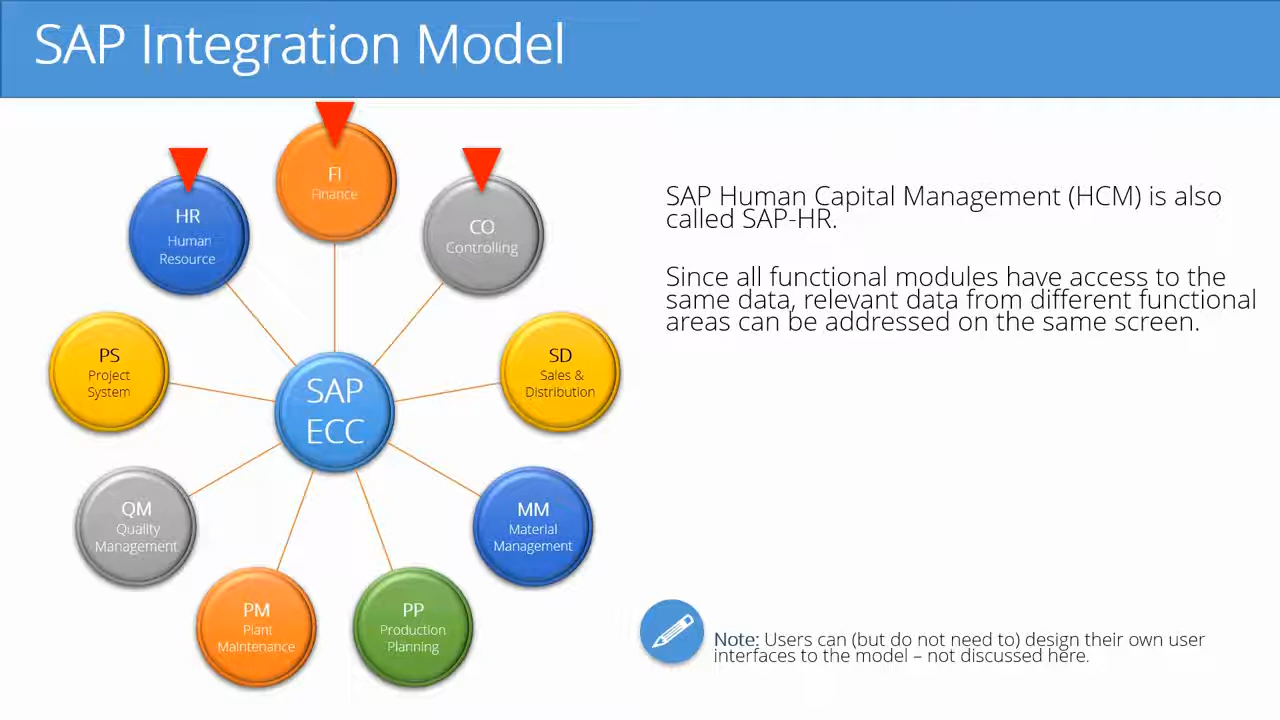 SAP Integration Model
FI
Finance
HR
Human
Resource
CO
Controlling
PS
Project
System
SD
Sales &
Distribution
SAP
ECC
QM
Quality
Management
MM
Material
Management
PM
Plant
Maintenance
PP
Production
Planning
SAP Human Capital Management (HCM) is also
called SAP-HR.
Since all functional modules have access to the
same data, relevant data from different functional
areas can be addressed on the same screen.
Note: Users can (but do not need to) design their own user
interfaces to the model – not discussed here.